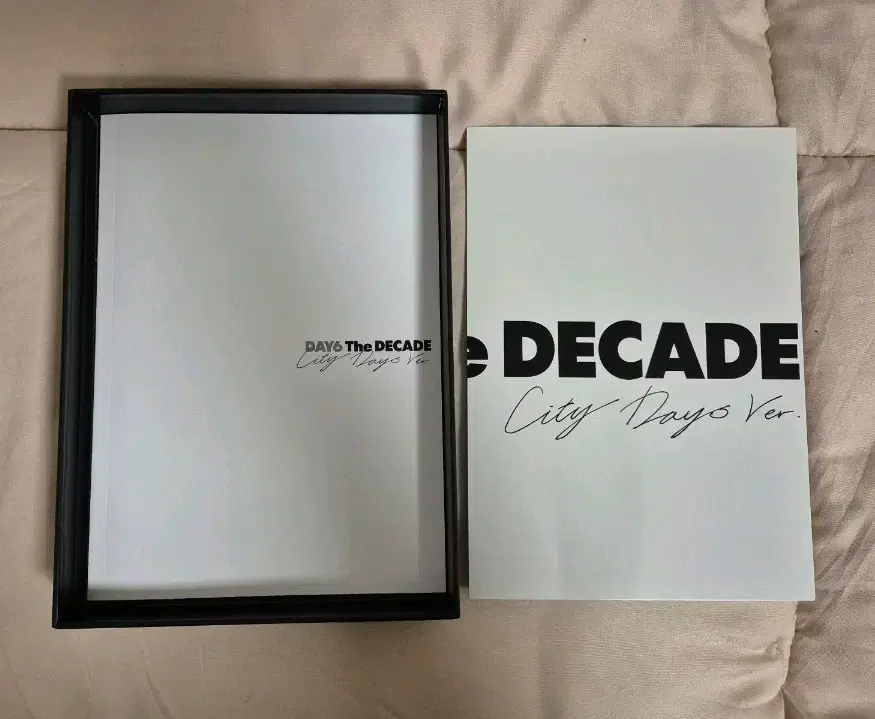 DAY6 The DECADE
City Days Ver.
e DECADE
City Days Ver.